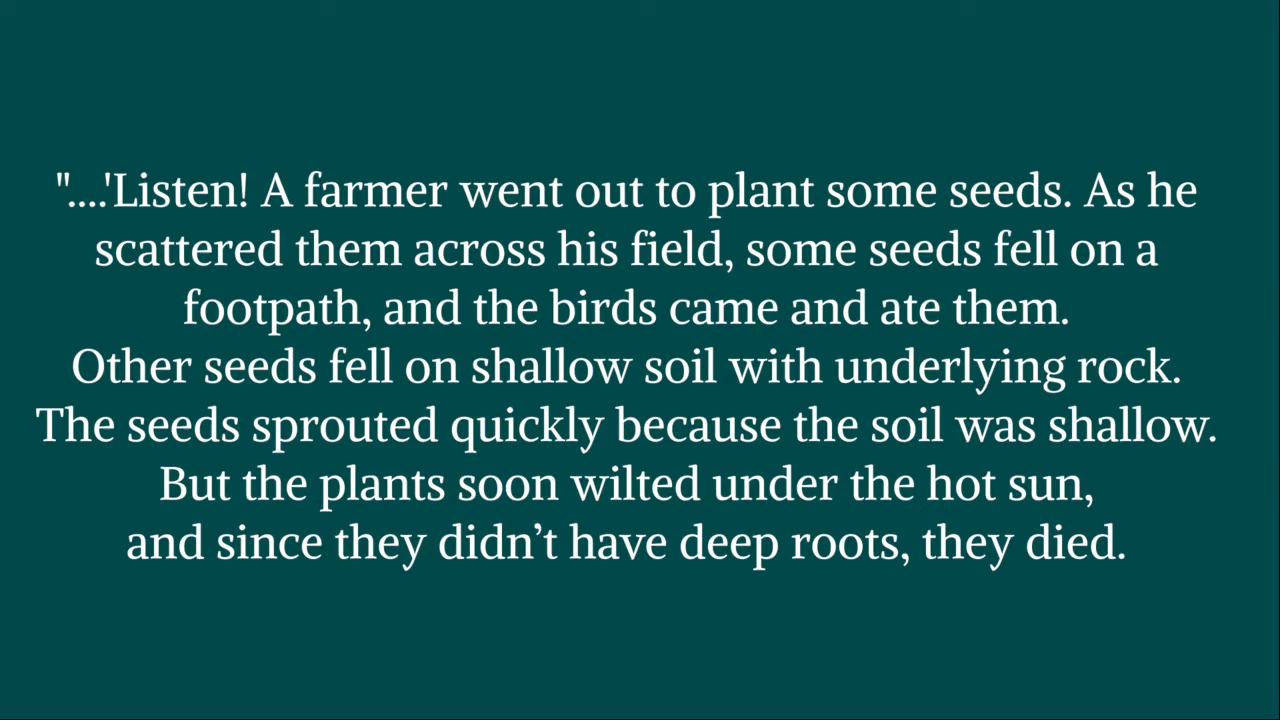 "....'Listen! A farmer went out to plant some seeds. As he
scattered them across his field, some seeds fell on a
footpath, and the birds came and ate them.
Other seeds fell on shallow soil with underlying rock.
The seeds sprouted quickly because the soil was shallow.
But the plants soon wilted under the hot sun,
and since they didn’t have deep roots, they died.